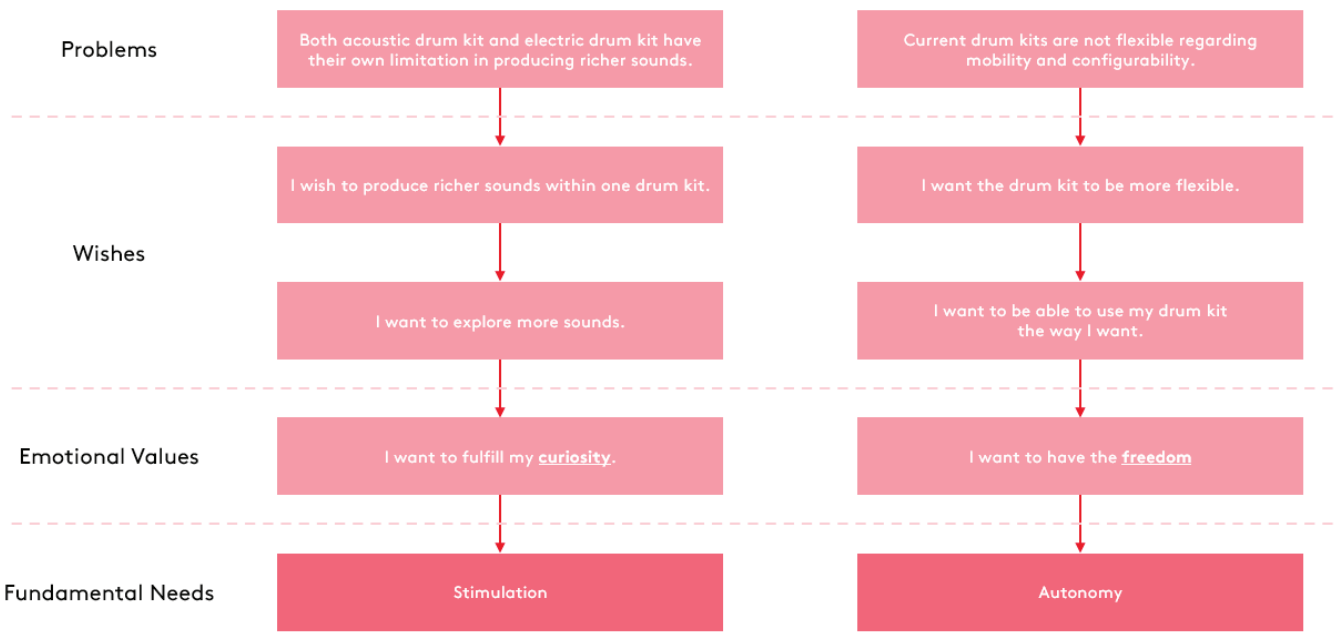 Problems
Both acoustic drum kit and electric drum kit have
their own limitation in producing richer sounds.
Current drum kits are not flexible regarding
mobility and configurability.
Wishes
I wish to produce richer sounds within one drum kit.
I want the drum kit to be more flexible.
I want to explore more sounds.
I want to be able to use my drum kit
the way I want.
Emotional Values
I want to fulfill my curiosity.
I want to have the freedom
Fundamental Needs
Stimulation
Autonomy